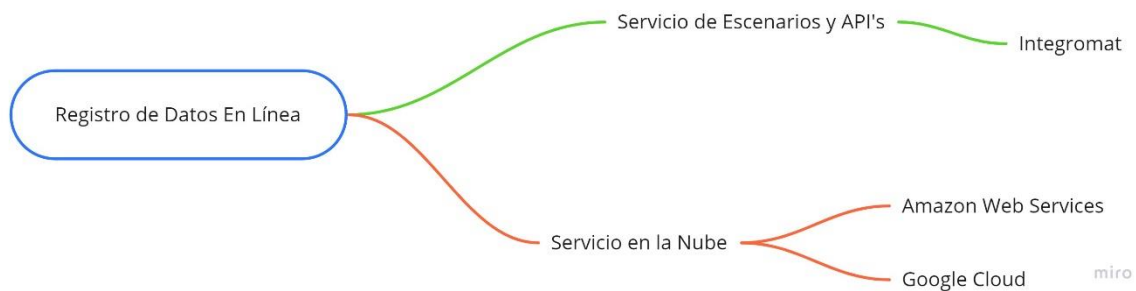 Servicio de Escenarios y API's
Integromat
Registro de Datos En Línea
Amazon Web Services
Servicio en la Nube
Google Cloud
miro